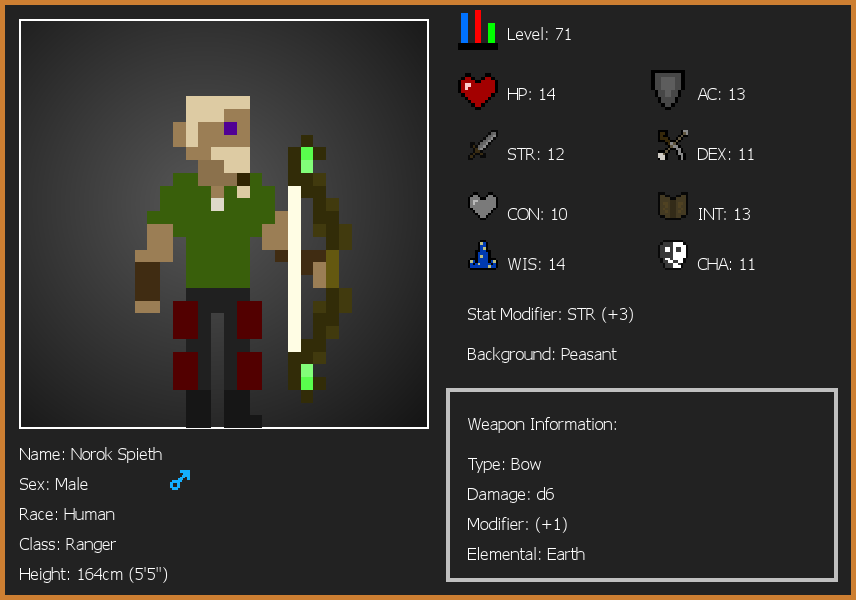 Level: 71
HP: 14
AC: 13
STR: 12
DEX: 11
CON: 10
INT: 13
WIS: 14
CHA: 11
Stat Modifier: STR (+3)
Background: Peasant
Weapon Information:
Type: Bow
Damage: d6
Modifier: (+1)
Elemental: Earth
Name: Norok Spieth
Sex: Male
Race: Human
Class: Ranger
Height: 164cm (5'5")